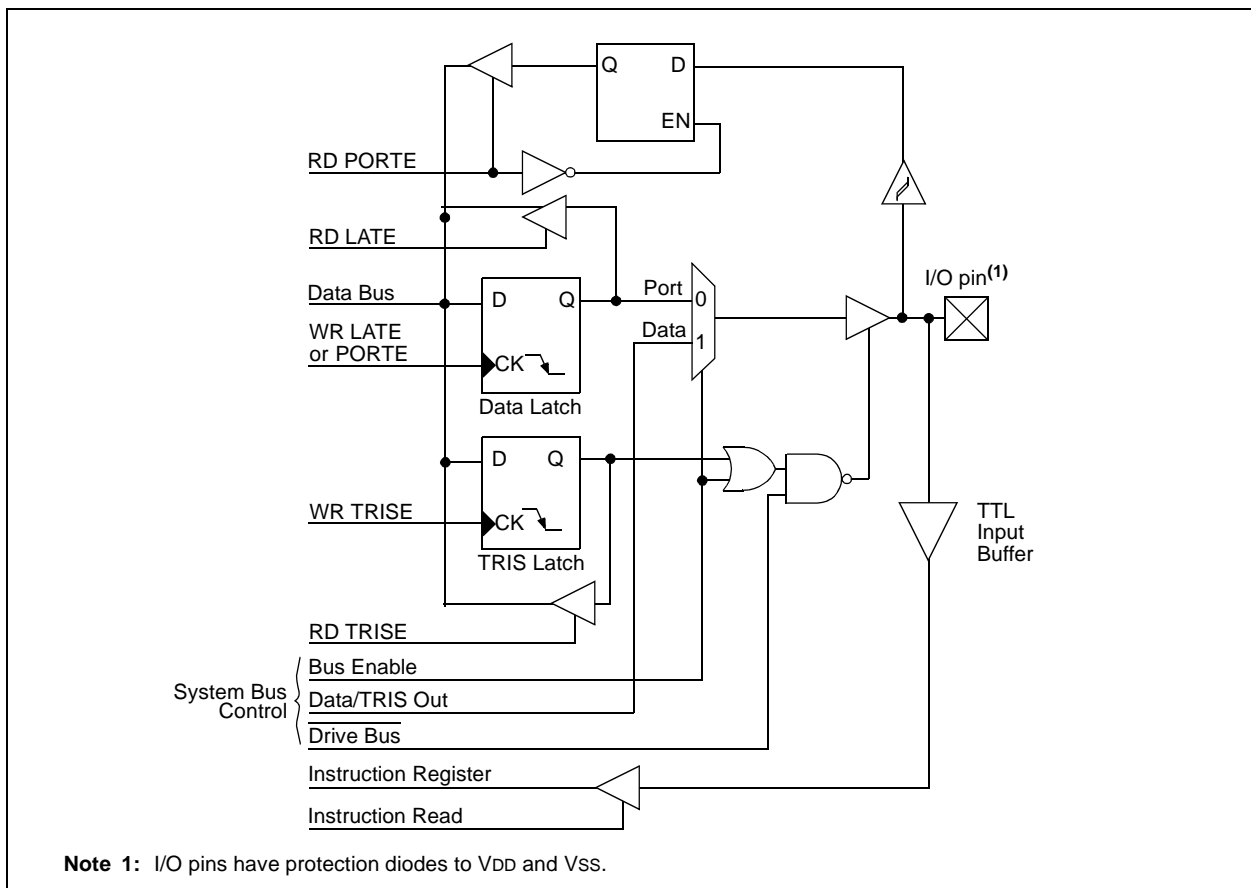 Q D
EN
RD PORTE
RD LATE
I/O pin(1)
Data Bus
D Q
Port 0
WR LATE
or PORTE
Data 1
CK
Data Latch
D Q
WR TRISE
CK
TRIS Latch
TTL
Input
Buffer
RD TRISE
System Bus
Control
Bus Enable
Data/TRIS Out
Drive Bus
Instruction Register
Instruction Read
Note 1: I/O pins have protection diodes to VDD and VSS.